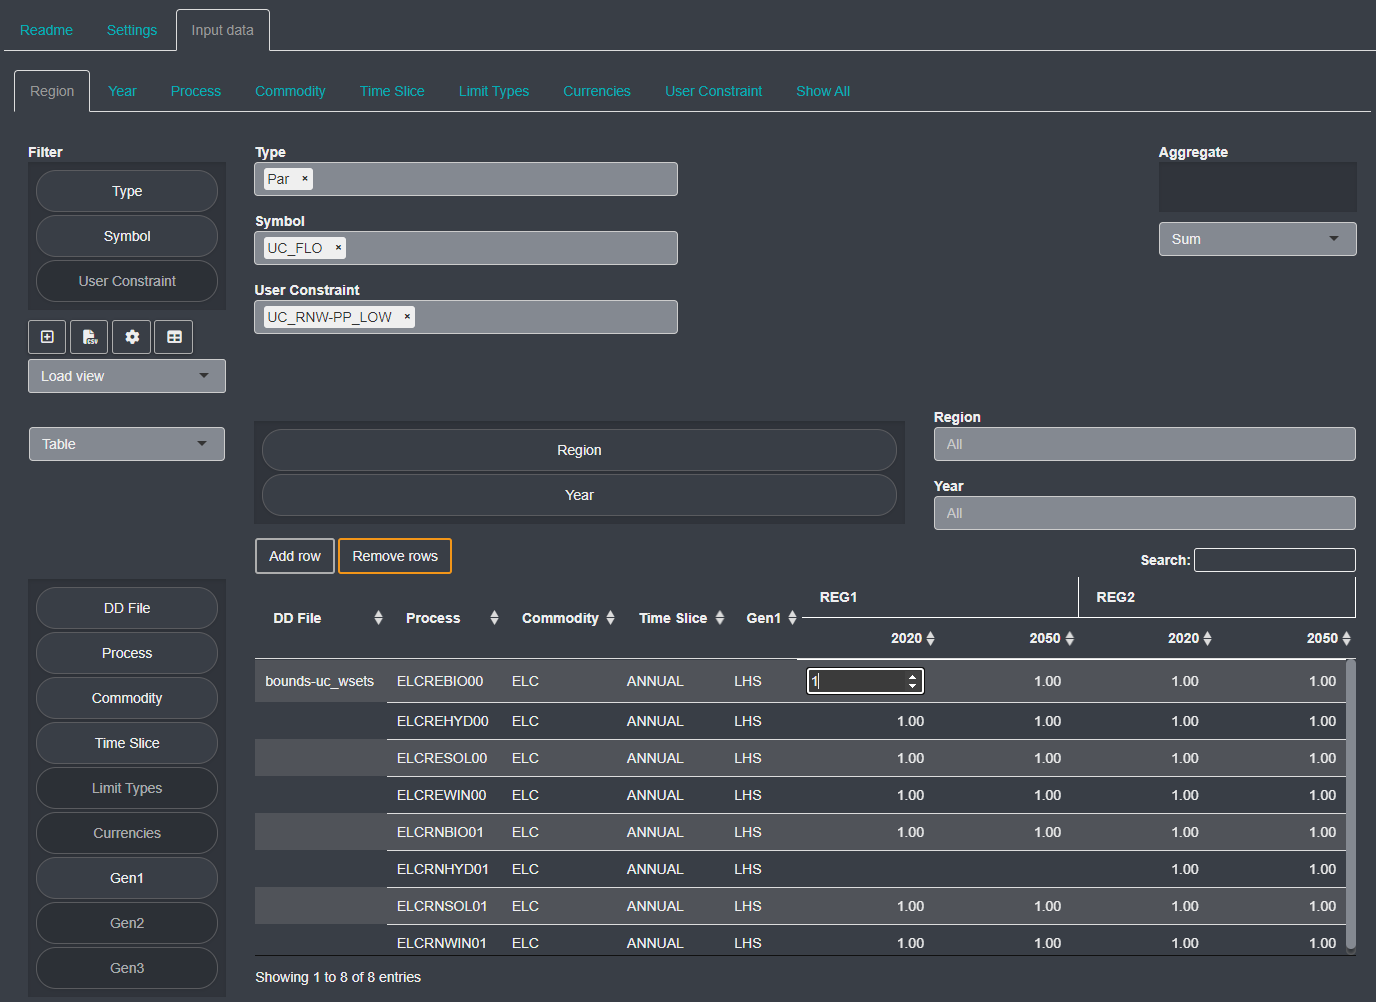 Readme Settings Input data
Region Year Process Commodity Time Slice Limit Types Currencies User Constraint Show All
Filter
Type
Symbol
User Constraint
CSV
Load view
Type
Par ×
Symbol
UC_FLO ×
User Constraint
UC_RNW-PP_LOW ×
Aggregate
Sum
Table
Region
Year
Region
All
Year
All
Add row Remove rows
Search:
DD File
Process
Commodity
Time Slice
Limit Types
Currencies
Gen1
Gen2
Gen3
REG1 REG2
DD File Process Commodity Time Slice Gen1
2020 2050 2020 2050
bounds-uc_wsets ELCREBIO00 ELC ANNUAL LHS 1 1.00 1.00 1.00
ELCREHYD00 ELC ANNUAL LHS 1.00 1.00 1.00 1.00
ELCRESOL00 ELC ANNUAL LHS 1.00 1.00 1.00 1.00
ELCREWIN00 ELC ANNUAL LHS 1.00 1.00 1.00 1.00
ELCRNBIO01 ELC ANNUAL LHS 1.00 1.00 1.00 1.00
ELCRNHYD01 ELC ANNUAL LHS 1.00 1.00
ELCRNSOL01 ELC ANNUAL LHS 1.00 1.00 1.00 1.00
ELCRNWIN01 ELC ANNUAL LHS 1.00 1.00 1.00 1.00
Showing 1 to 8 of 8 entries